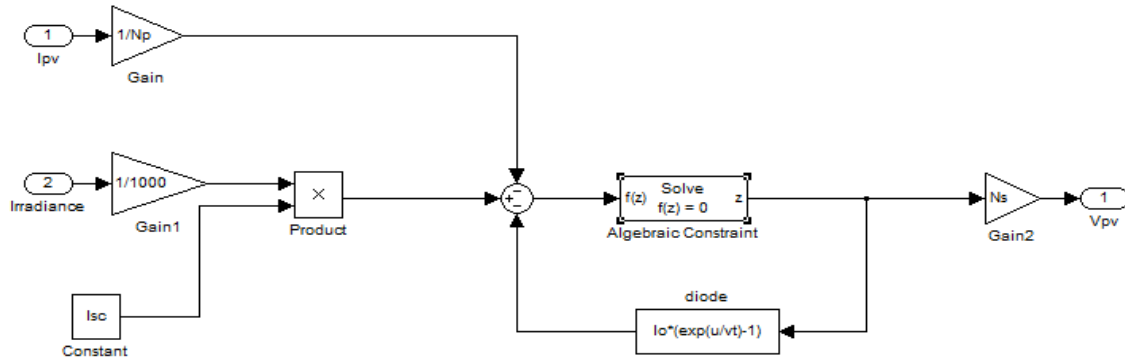 1
Ipv
1/Np
Gain
2
Irradiance
1/1000
Gain1
×
Product
Isc
Constant
+
−
−
f(z)
Solve
f(z) = 0
z
Algebraic Constraint
diode
Io*(exp(u/vt)-1)
Ns
Gain2
1
Vpv